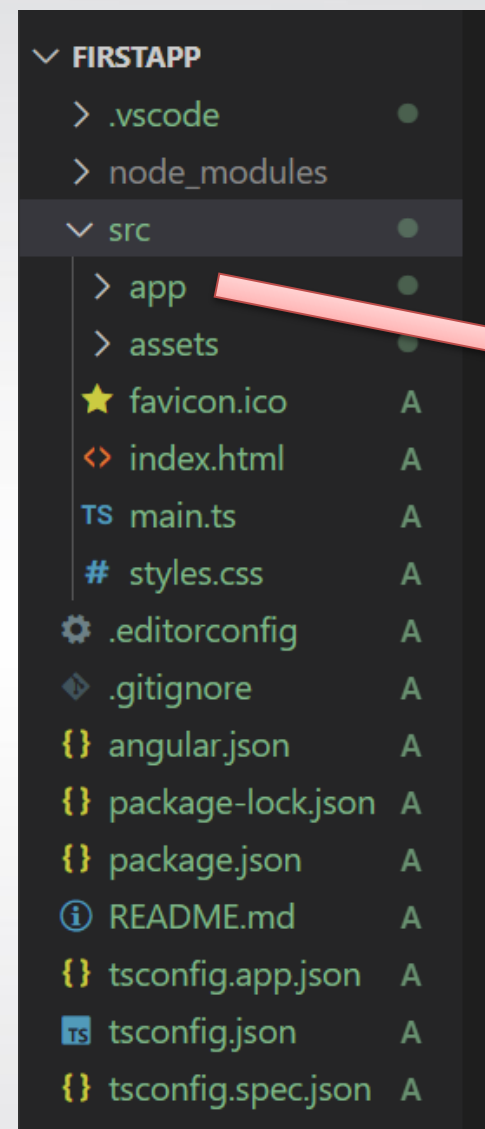 FIRSTAPP
.vscode
node_modules
src
app
assets
favicon.ico A
<> index.html A
TS main.ts A
# styles.css A
.editorconfig A
.gitignore A
{} angular.json A
{} package-lock.json A
{} package.json A
README.md A
{} tsconfig.app.json A
TS tsconfig.json A
{} tsconfig.spec.json A